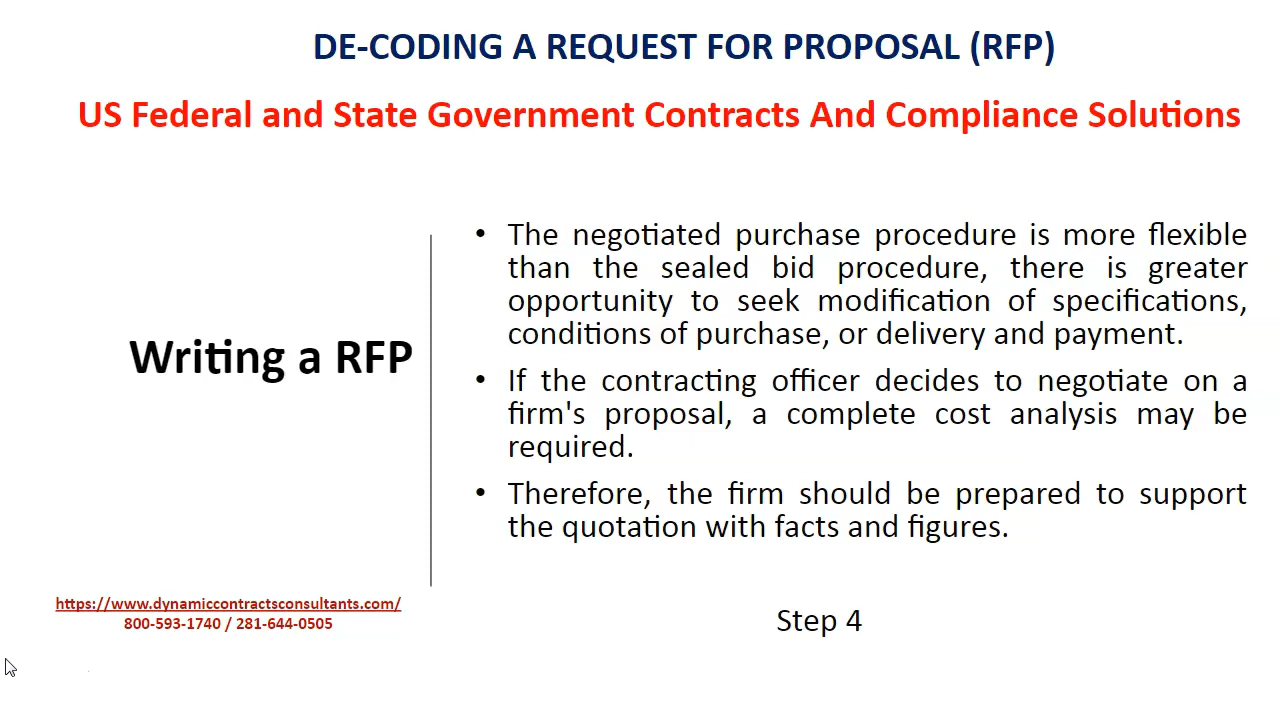 DE-CODING A REQUEST FOR PROPOSAL (RFP)
US Federal and State Government Contracts And Compliance Solutions
Writing a RFP
• The negotiated purchase procedure is more flexible
than the sealed bid procedure, there is greater
opportunity to seek modification of specifications,
conditions of purchase, or delivery and payment.
• If the contracting officer decides to negotiate on a
firm's proposal, a complete cost analysis may be
required.
• Therefore, the firm should be prepared to support
the quotation with facts and figures.
https://www.dynamiccontractsconsultants.com/
800-593-1740 / 281-644-0505
Step 4